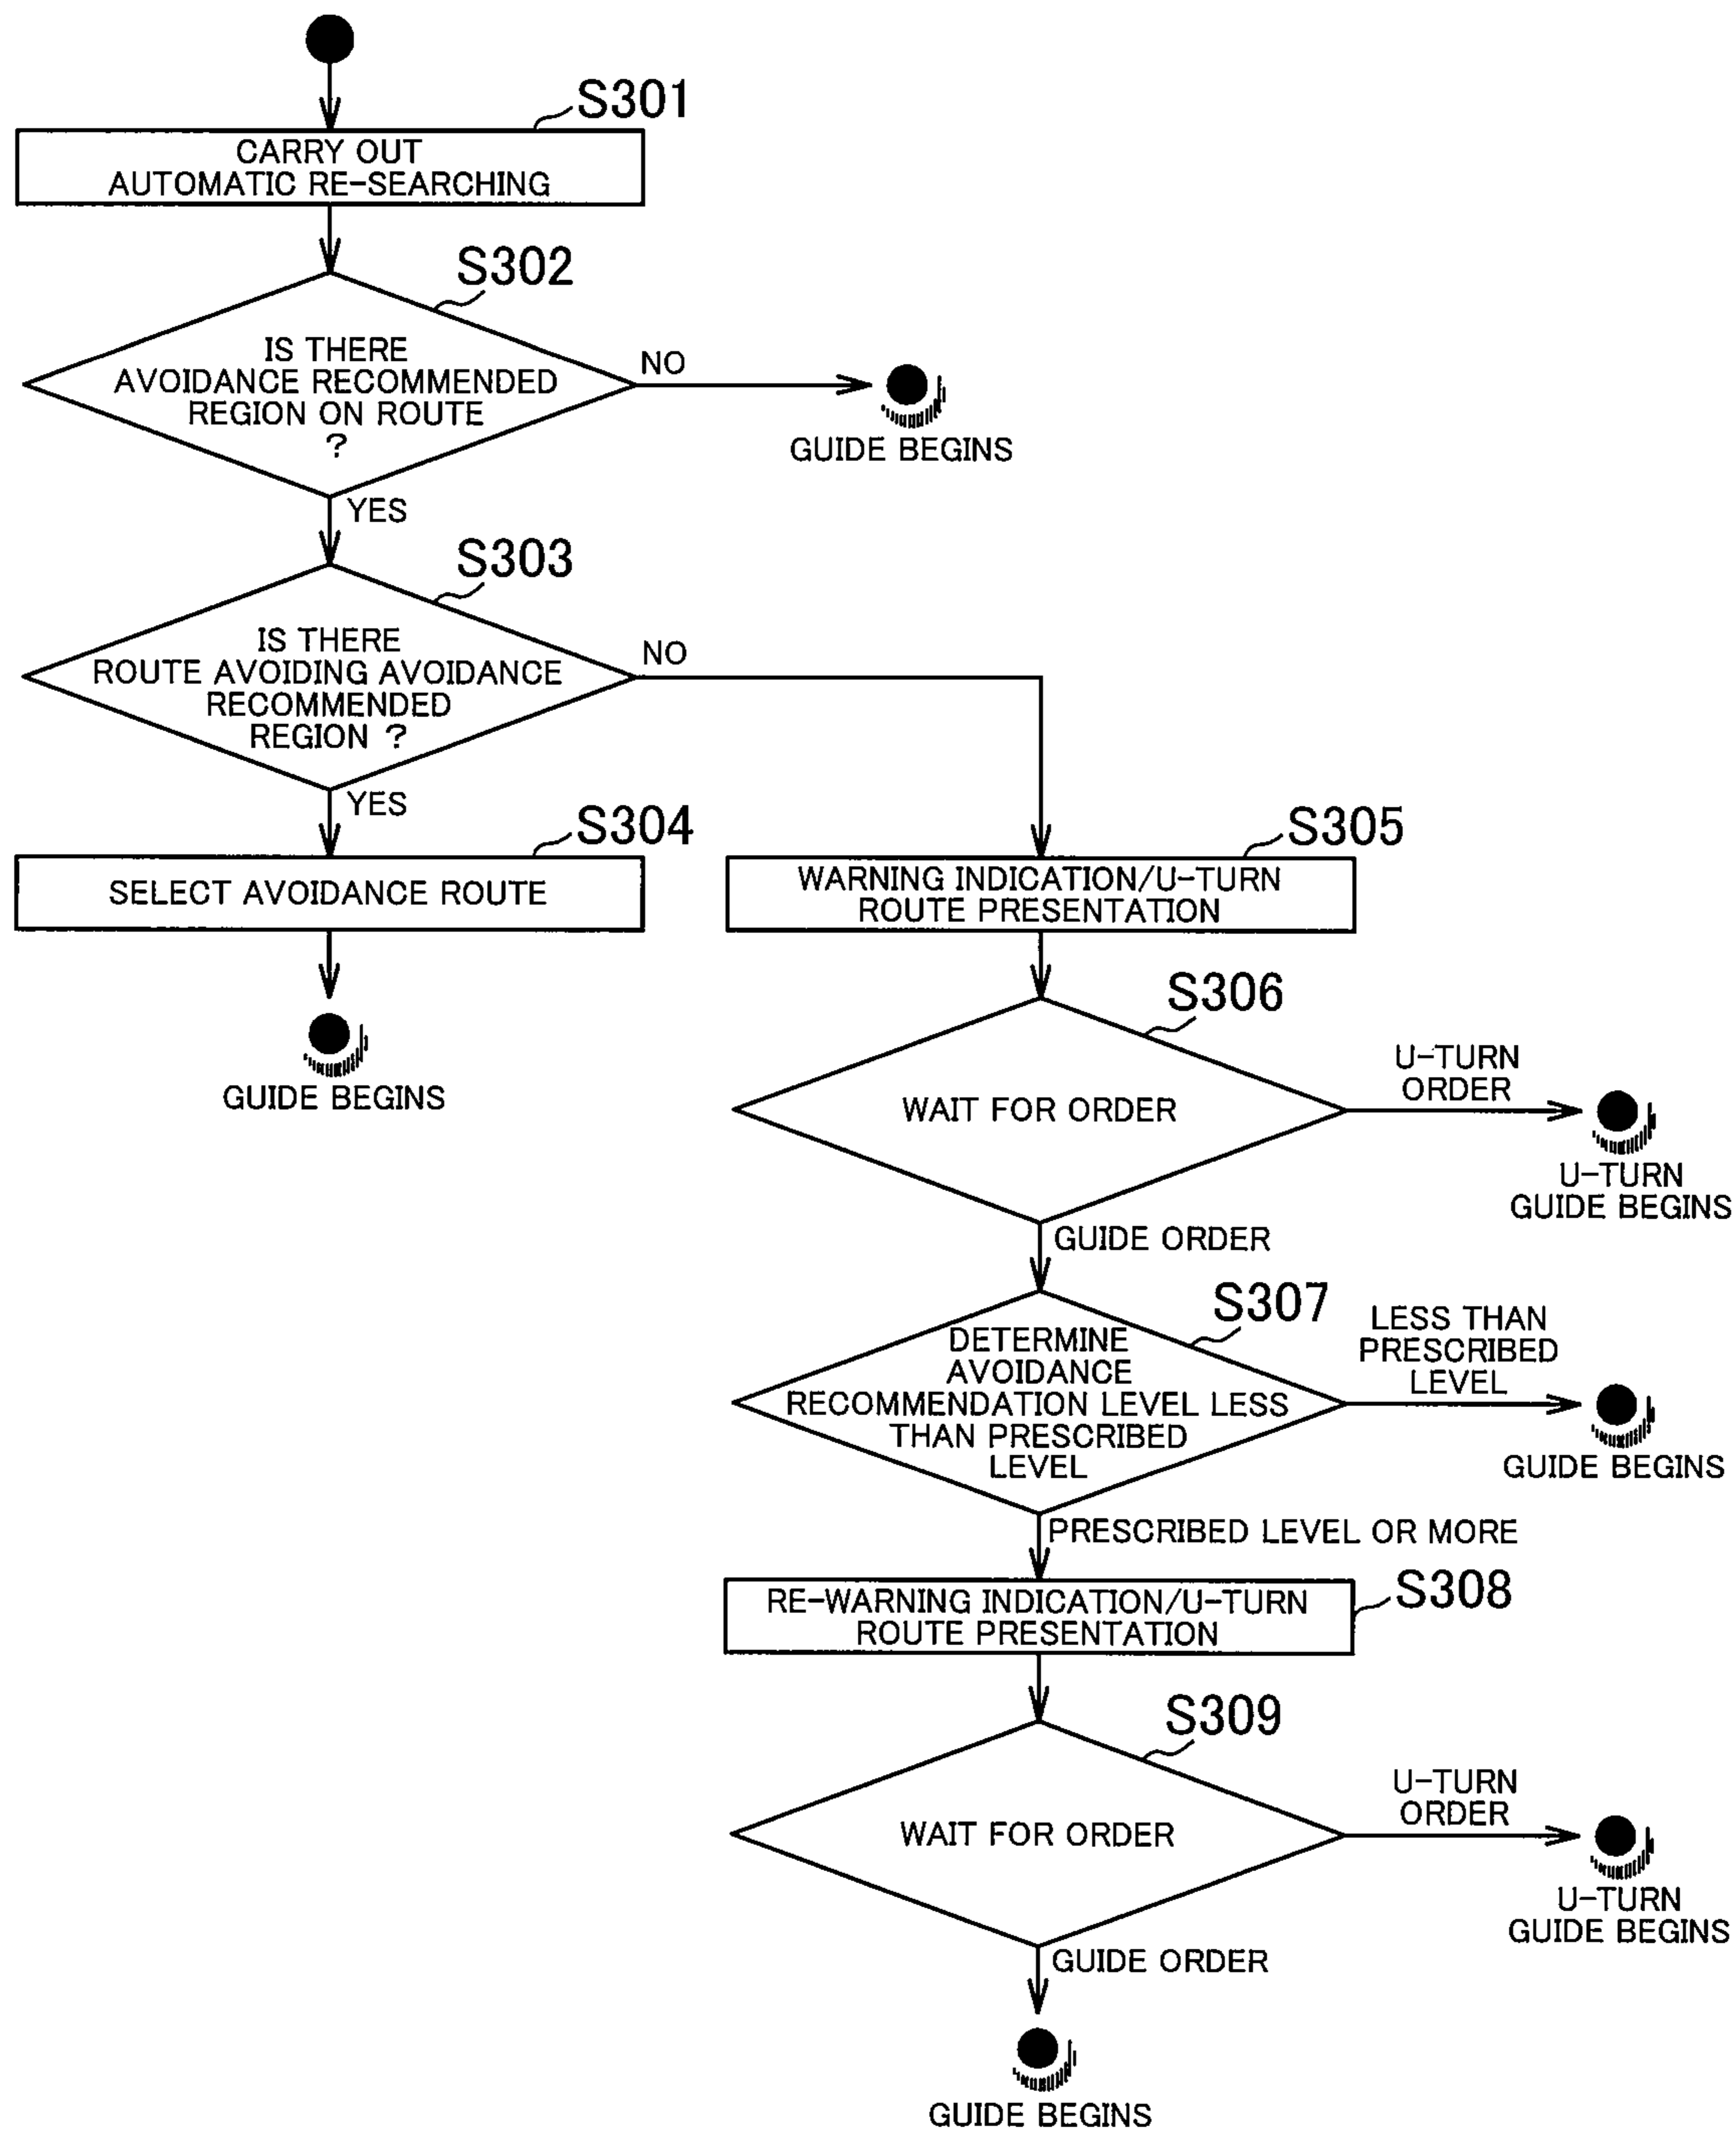 S301
CARRY OUT
AUTOMATIC RE-SEARCHING
S302
IS THERE
AVOIDANCE RECOMMENDED
REGION ON ROUTE
?
NO
GUIDE BEGINS
YES
S303
IS THERE
ROUTE AVOIDING AVOIDANCE
RECOMMENDED
REGION ?
NO
YES
S304
SELECT AVOIDANCE ROUTE
GUIDE BEGINS
S305
WARNING INDICATION/U-TURN
ROUTE PRESENTATION
S306
WAIT FOR ORDER
U-TURN
ORDER
U-TURN
GUIDE BEGINS
GUIDE ORDER
S307
DETERMINE
AVOIDANCE
RECOMMENDATION LEVEL LESS
THAN PRESCRIBED
LEVEL
LESS THAN
PRESCRIBED
LEVEL
GUIDE BEGINS
PRESCRIBED LEVEL OR MORE
S308
RE-WARNING INDICATION/U-TURN
ROUTE PRESENTATION
S309
WAIT FOR ORDER
U-TURN
ORDER
U-TURN
GUIDE BEGINS
GUIDE ORDER
GUIDE BEGINS